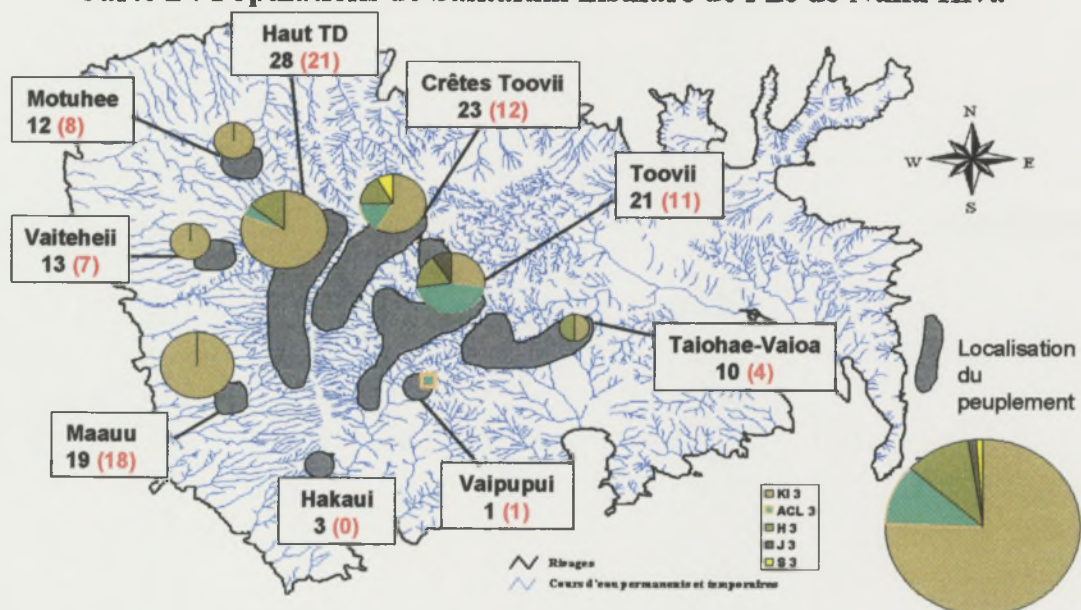 Haut TD
28 (21)
Motuhee
12 (8)
Crêtes Toovii
23 (12)
N
W
E
S
Toovii
21 (11)
Vaiteheii
13 (7)
Taiohae-Vaioa
10 (4)
Localisation
du
peuplement
Maauu
19 (18)
Hakaui
3 (0)
Vaipupui
1 (1)
KI 3
ACL 3
H 3
J 3
S 3
Rivages
Cours d'eau permanents et temporaires